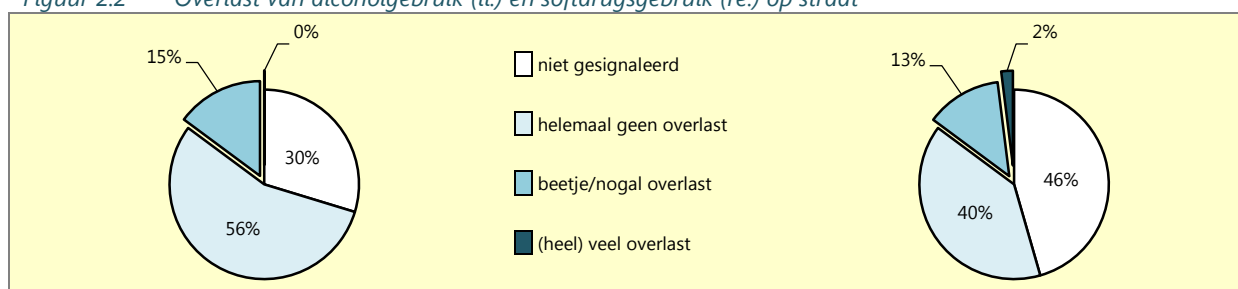 Figuur 2.2 Overlast van alcoholgebruik (li.) en softdrugsgebruik (re.) op straat
0%
15%
30%
56%
niet gesignaleerd
helemaal geen overlast
beetje/nogal overlast
(heel) veel overlast
2%
13%
46%
40%